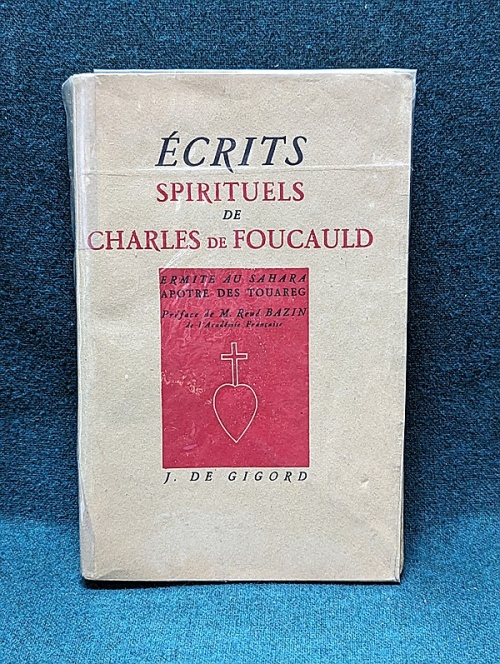 ÉCRITS
SPIRITUELS
DE
CHARLES DE FOUCAULD
ERMITE AU SAHARA
APOTRE DES TOUAREG
Préface de M. René BAZIN
de l'Académie Française
J. DE GIGORD